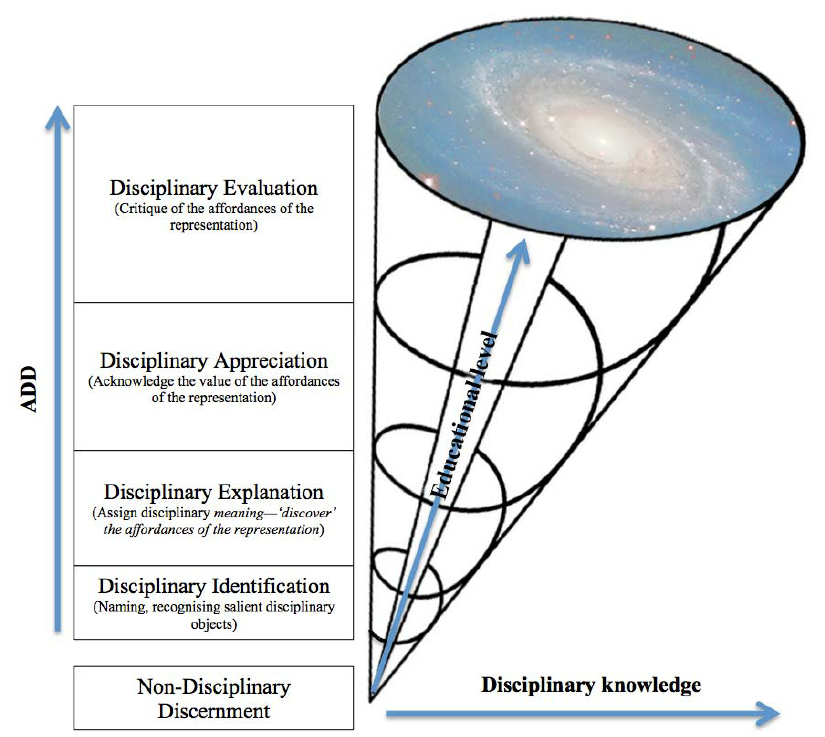 ADD
Disciplinary Evaluation
(Critique of the affordances of the
representation)
Disciplinary Appreciation
(Acknowledge the value of the affordances
of the representation)
Disciplinary Explanation
(Assign disciplinary meaning—‘discover’
the affordances of the representation)
Disciplinary Identification
(Naming, recognising salient disciplinary
objects)
Non-Disciplinary
Discernment
Educational level
Disciplinary knowledge